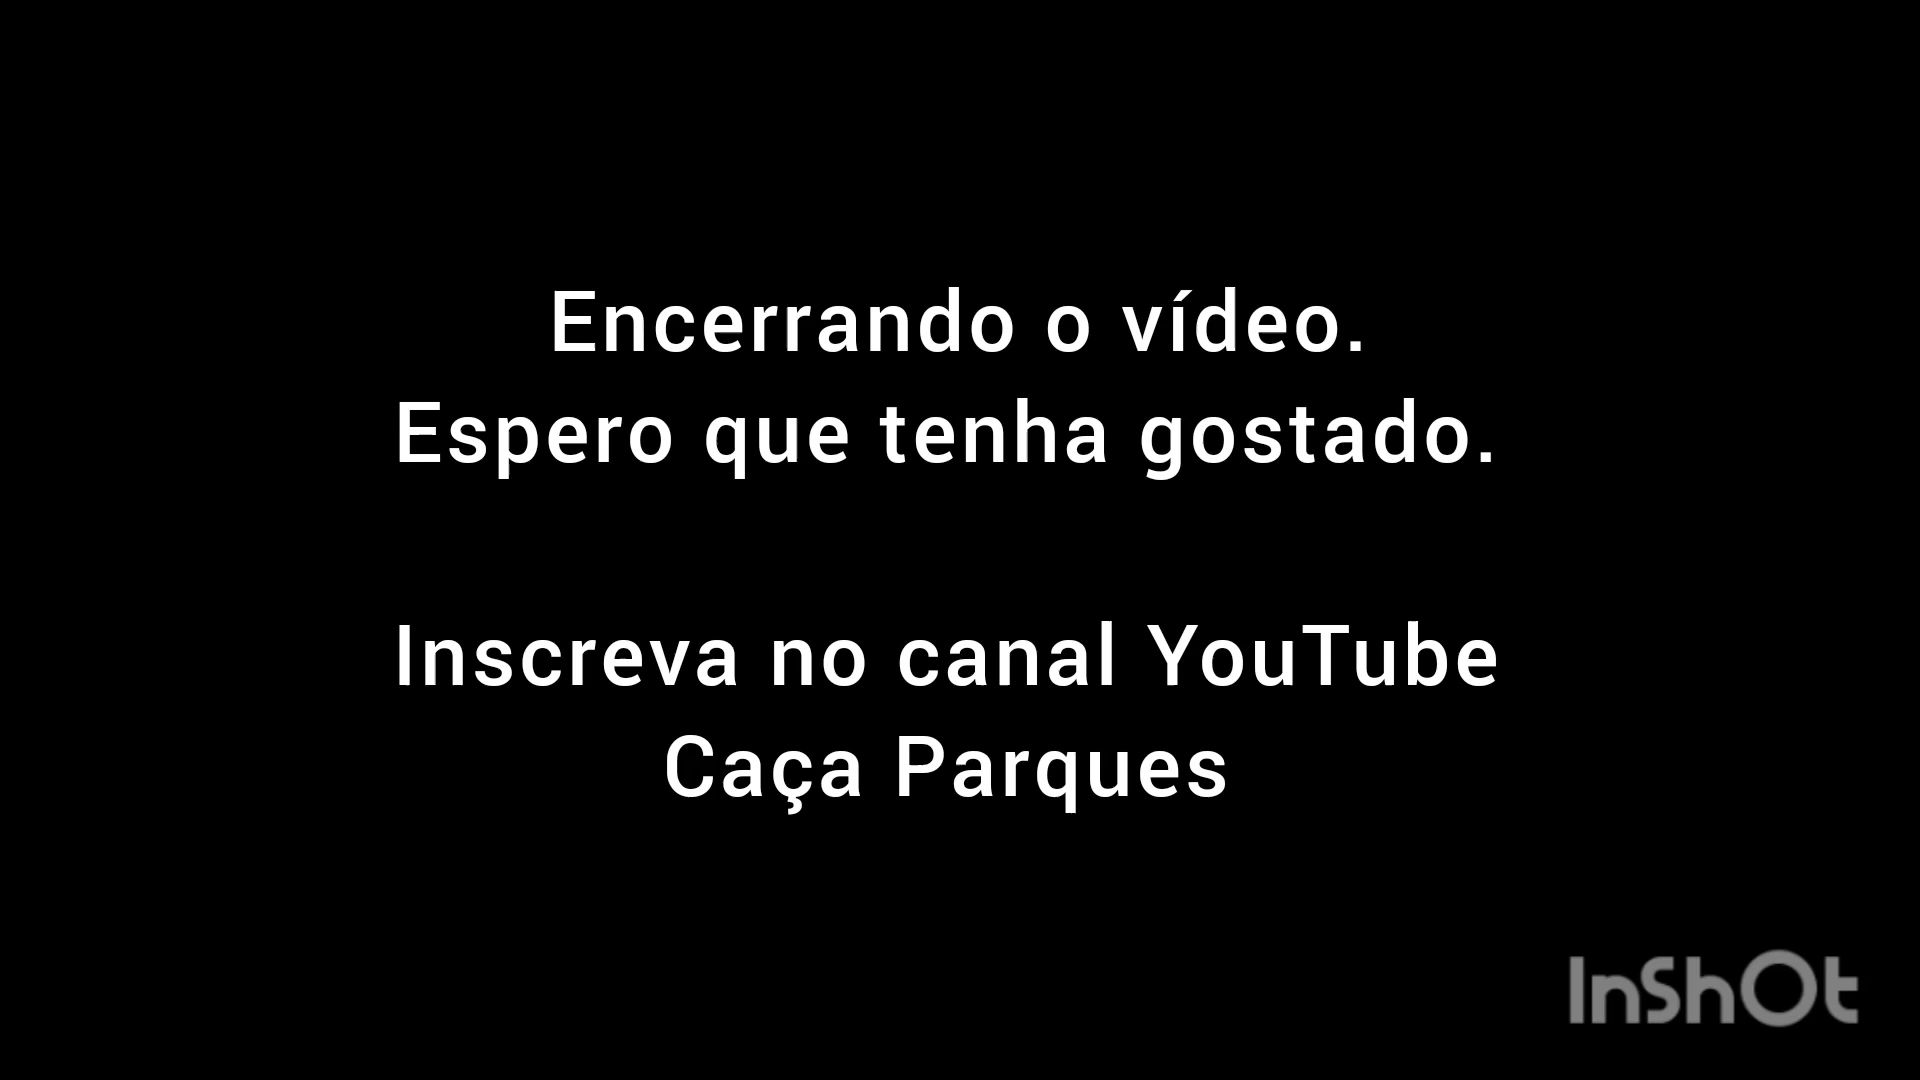 Encerrando o vídeo.
Espero que tenha gostado.
Inscreva no canal YouTube
Caça Parques
InShOt